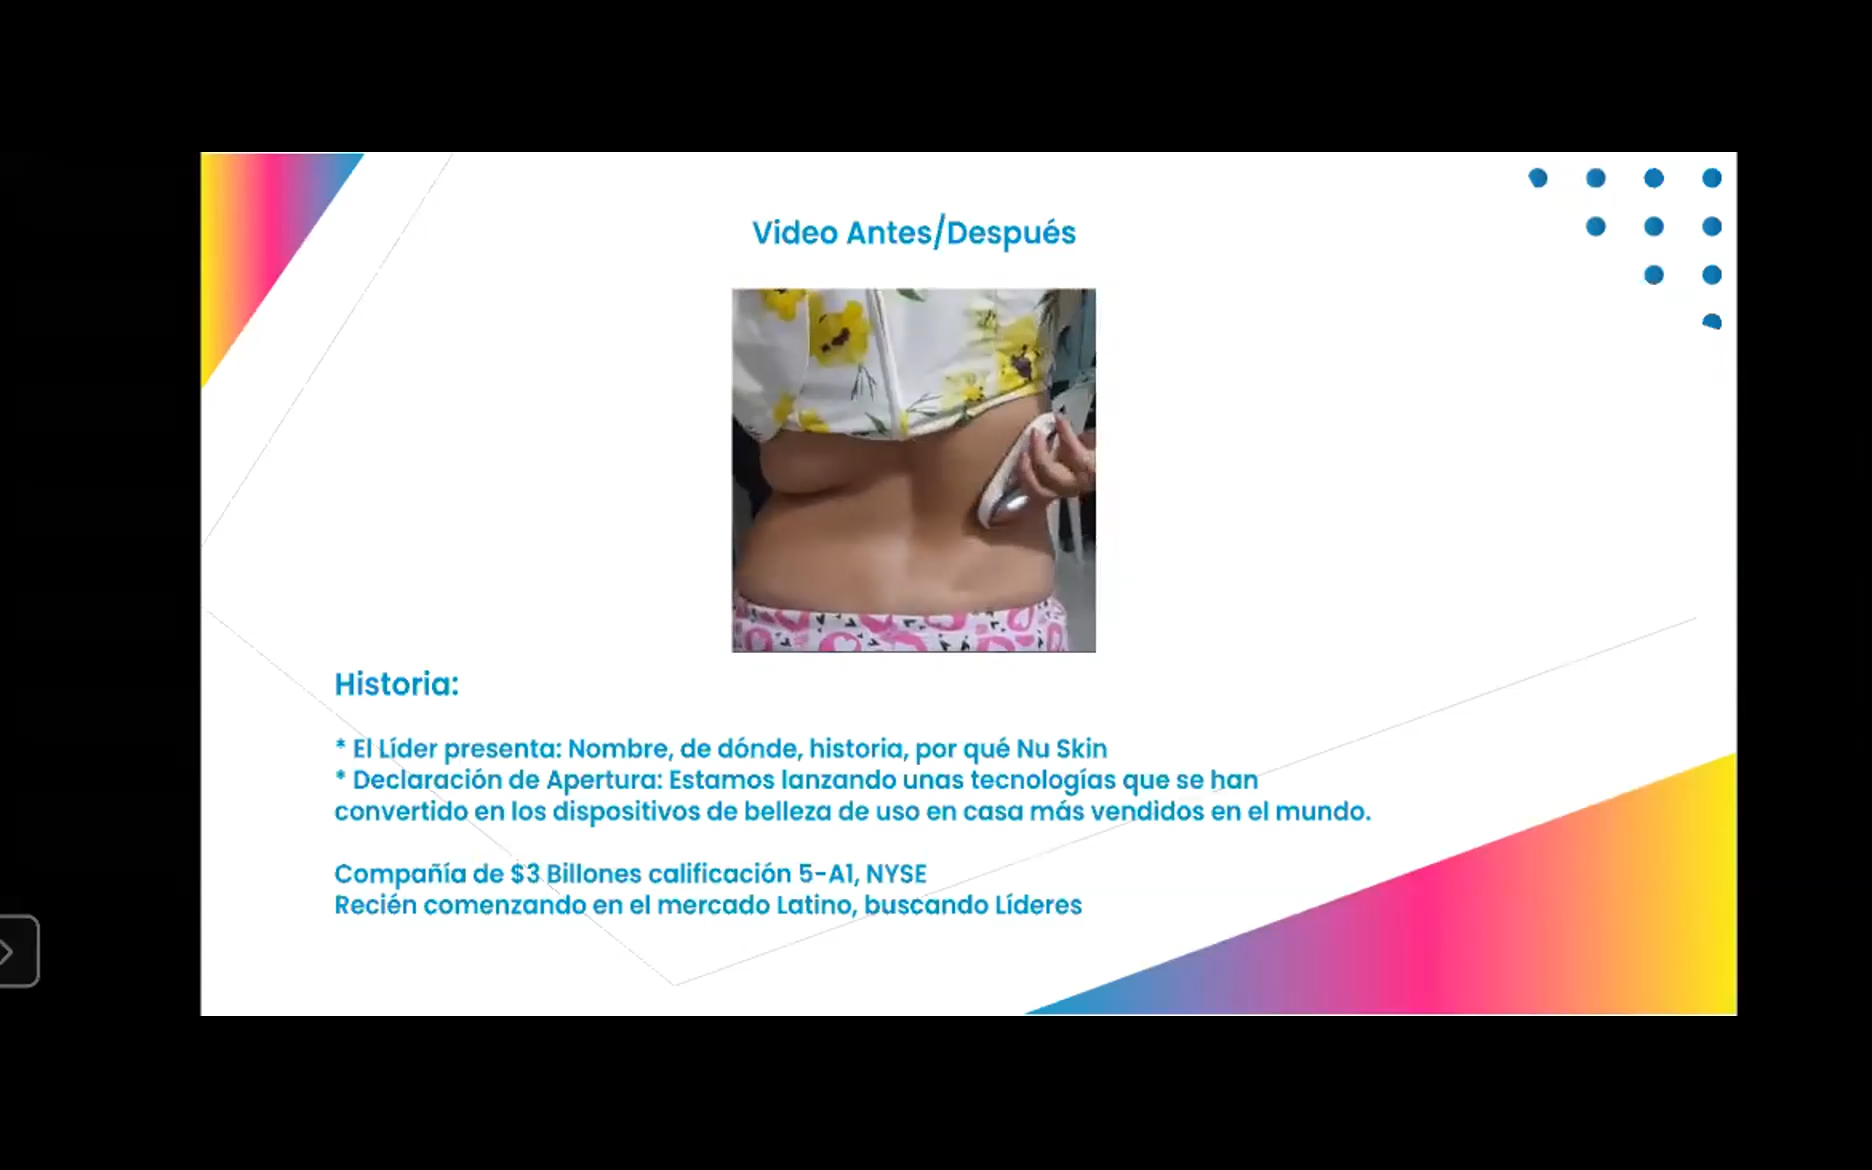 Video Antes/Después
Historia:
* El Líder presenta: Nombre, de dónde, historia, por qué Nu Skin
* Declaración de Apertura: Estamos lanzando unas tecnologías que se han
convertido en los dispositivos de belleza de uso en casa más vendidos en el mundo.
Compañía de $3 Billones calificación 5-A1, NYSE
Recién comenzando en el mercado Latino, buscando Líderes